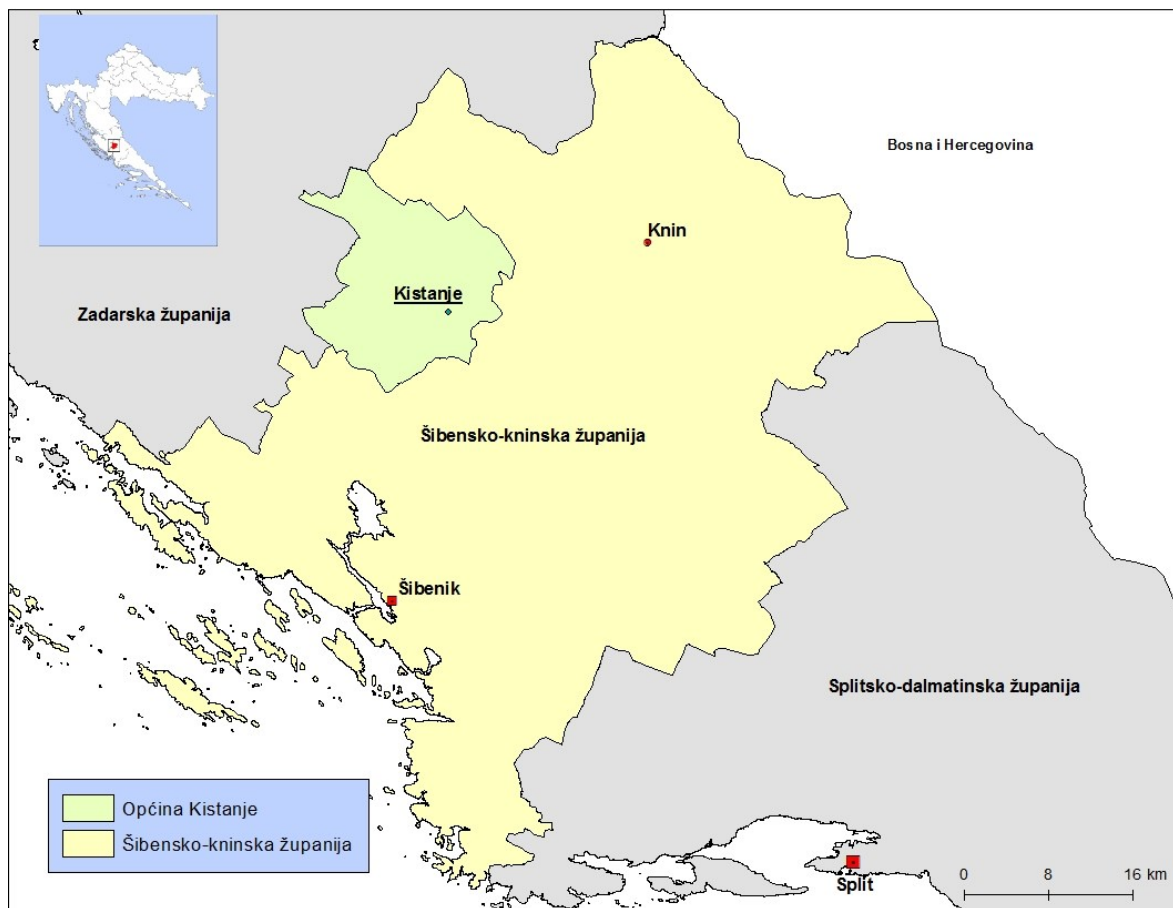 Bosna i Hercegovina
Knin
Kistanje
Zadarska županija
Šibensko-kninska županija
Šibenik
Splitsko-dalmatinska županija
Općina Kistanje
Šibensko-kninska županija
Split
0 8 16 km